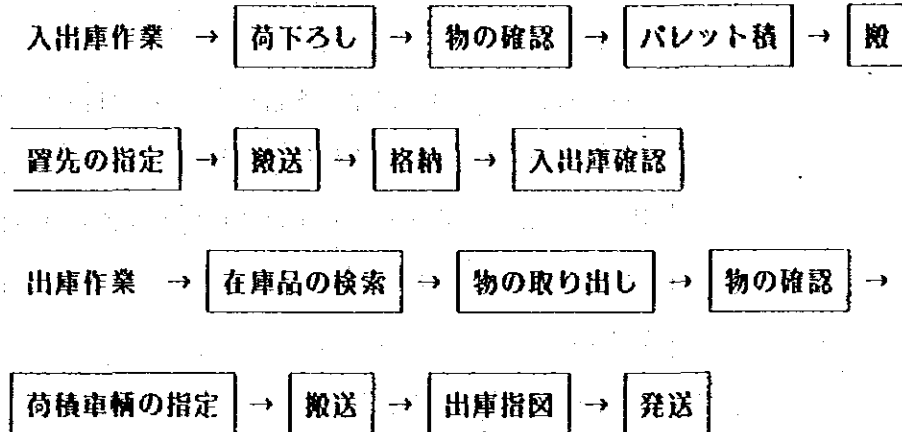 入出庫作業 → 荷下ろし → 物の確認 → パレット積 → 搬
置先の指定 → 搬送 → 格納 → 入出庫確認
出庫作業 → 在庫品の検索 → 物の取り出し → 物の確認 →
荷積車輌の指定 → 搬送 → 出庫指図 → 発送